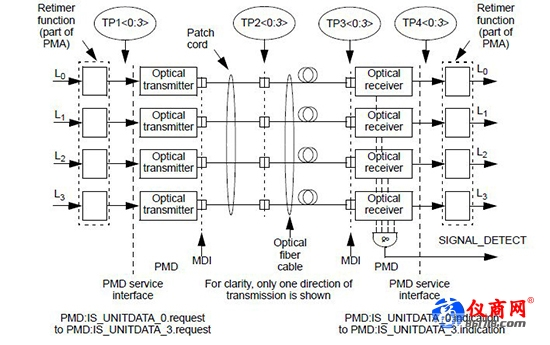 Retimer
function
(part of
PMA)
TP1<0:3>
Patch
cord
TP2<0:3>
TP3<0:3>
TP4<0:3>
Retimer
function
(part of
PMA)
L0
Optical
transmitter
Optical
receiver
L0
L1
Optical
transmitter
Optical
receiver
L1
L2
Optical
transmitter
Optical
receiver
L2
L3
Optical
transmitter
Optical
receiver
L3
SIGNAL_DETECT
PMD
MDI
Optical
fiber
cable
MDI
PMD
PMD service
interface
For clarity, only one direction of
transmission is shown
PMD service
interface
PMD:IS_UNITDATA_0.request
to PMD:IS_UNITDATA_3.request
PMD:IS_UNITDATA_0.indication
to PMD:IS_UNITDATA_3.indication
仪商网